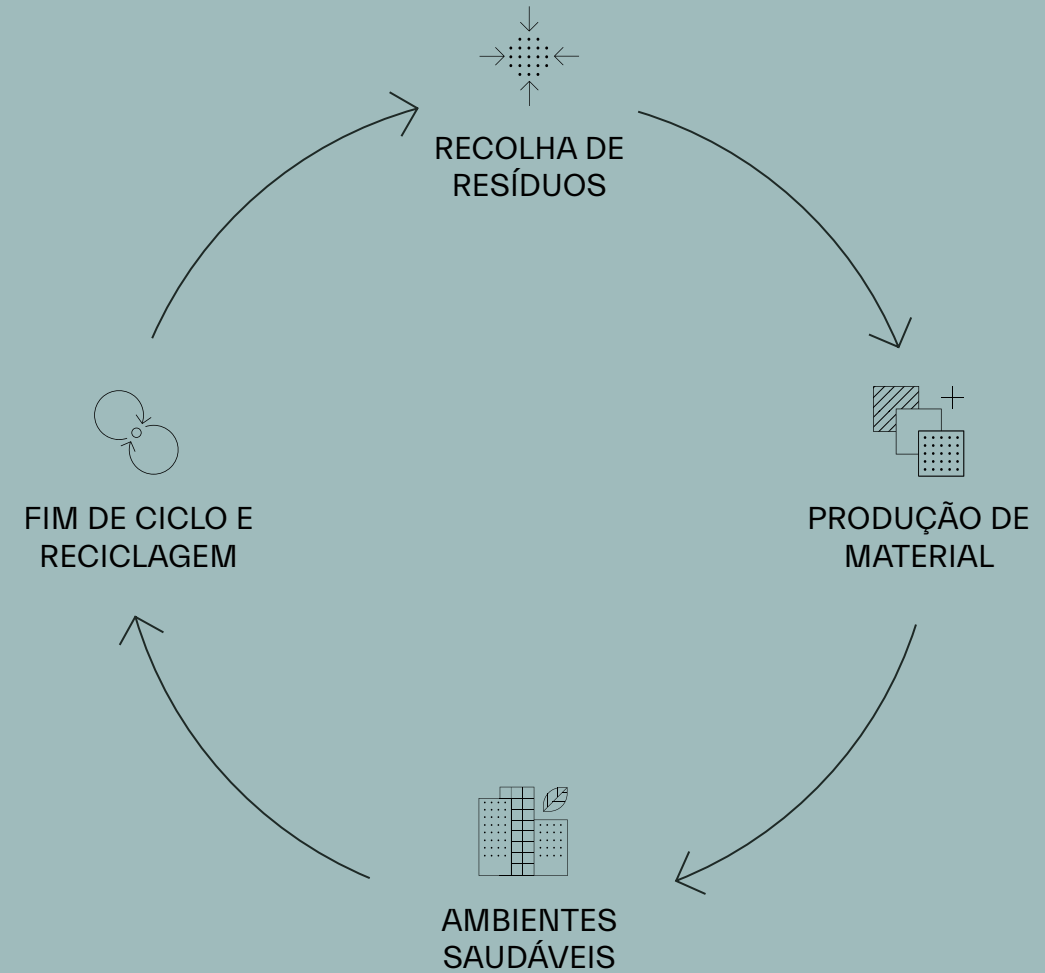 RECOLHA DE
RESÍDUOS
FIM DE CICLO E
RECICLAGEM
PRODUÇÃO DE
MATERIAL
AMBIENTES
SAUDÁVEIS